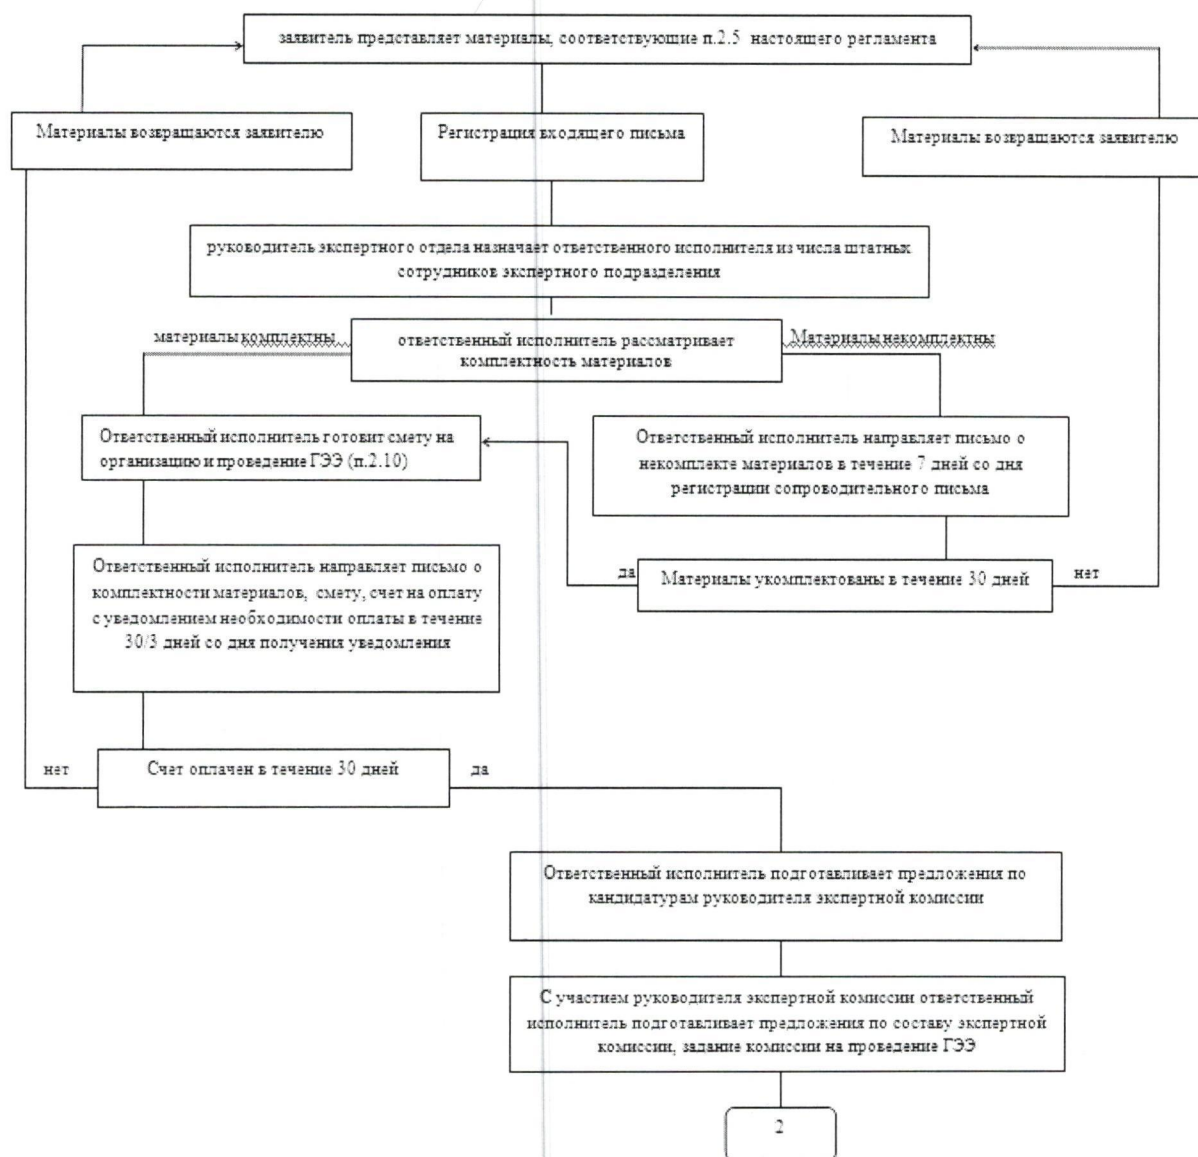 заявитель представляет материалы, соответствующие п.2.5 настоящего регламента
Материалы возвращаются заявителю
Регистрация входящего письма
Материалы возвращаются заявителю
руководитель экспертного отдела назначает ответственного исполнителя из числа штатных
сотрудников экспертного подразделения
материалы комплектны
ответственный исполнитель рассматривает
комплектность материалов
Материалы некомплектны
Ответственный исполнитель готовит смету на
организацию и проведение ГЭЭ (п.2.10)
Ответственный исполнитель направляет письмо о
некомплекте материалов в течение 7 дней со дня
регистрации сопроводительного письма
Ответственный исполнитель направляет письмо о
комплектности материалов, смету, счет на оплату
с уведомлением необходимости оплаты в течение
30/3 дней со дня получения уведомления
да
Материалы укомплектованы в течение 30 дней
нет
нет
Счет оплачен в течение 30 дней
да
Ответственный исполнитель подготавливает предложения по
кандидатурам руководителя экспертной комиссии
С участием руководителя экспертной комиссии ответственный
исполнитель подготавливает предложения по составу экспертной
комиссии, задание комиссии на проведение ГЭЭ
2